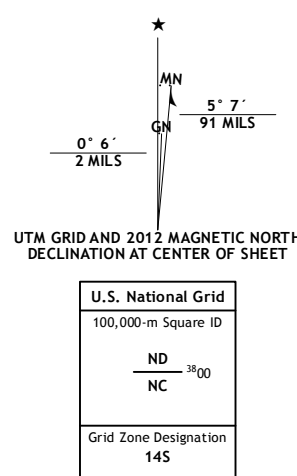 MN
GN
5° 7´
91 MILS
0° 6´
2 MILS
UTM GRID AND 2012 MAGNETIC NORTH
DECLINATION AT CENTER OF SHEET
U.S. National Grid
100,000-m Square ID
ND
3800
NC
Grid Zone Designation
14S